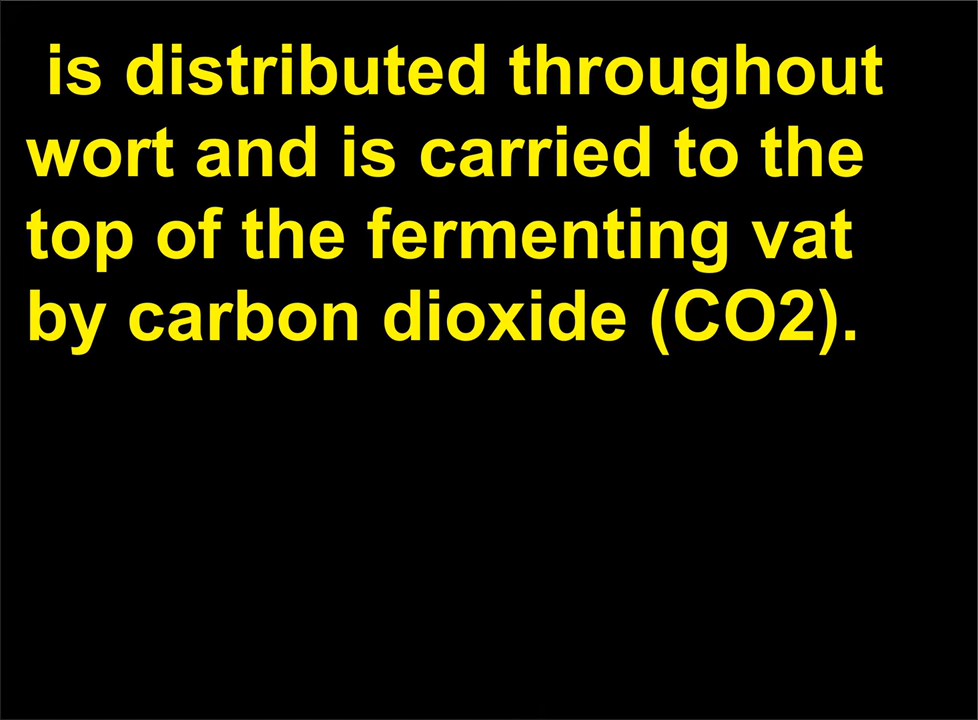 is distributed throughout
wort and is carried to the
top of the fermenting vat
by carbon dioxide (CO2).